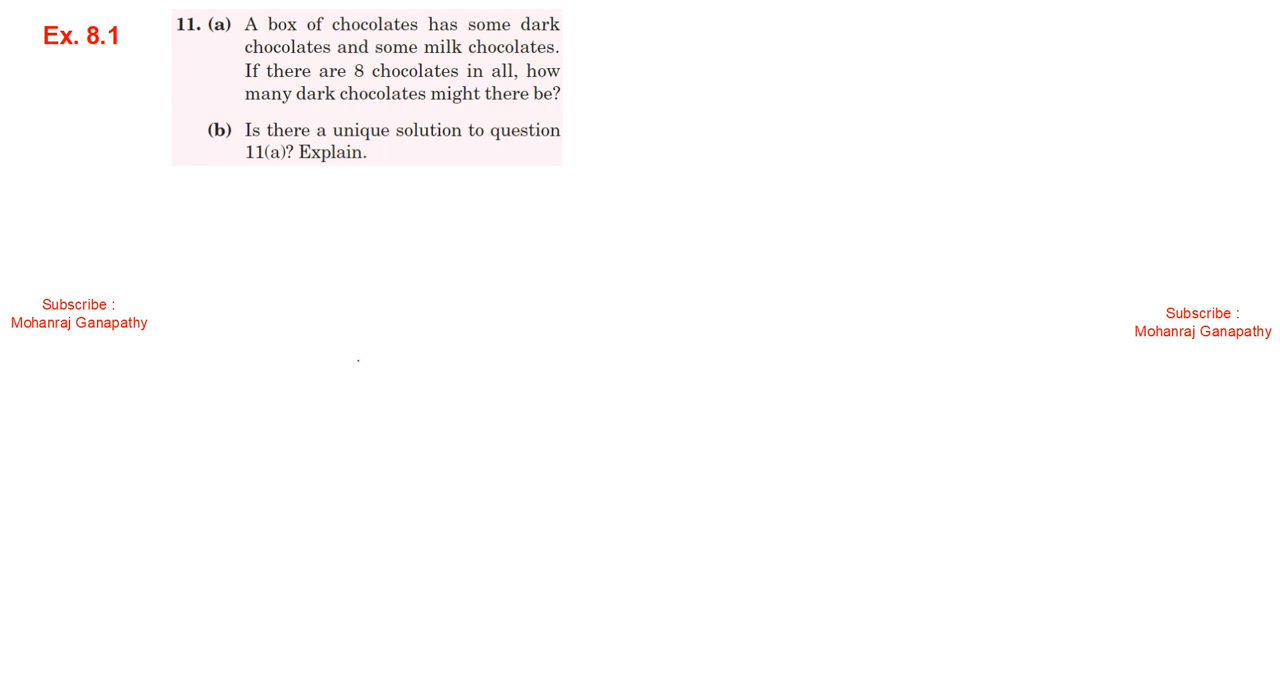 Ex. 8.1
11. (a) A box of chocolates has some dark
chocolates and some milk chocolates.
If there are 8 chocolates in all, how
many dark chocolates might there be?
(b) Is there a unique solution to question
11(a)? Explain.
Subscribe :
Mohanraj Ganapathy
Subscribe :
Mohanraj Ganapathy